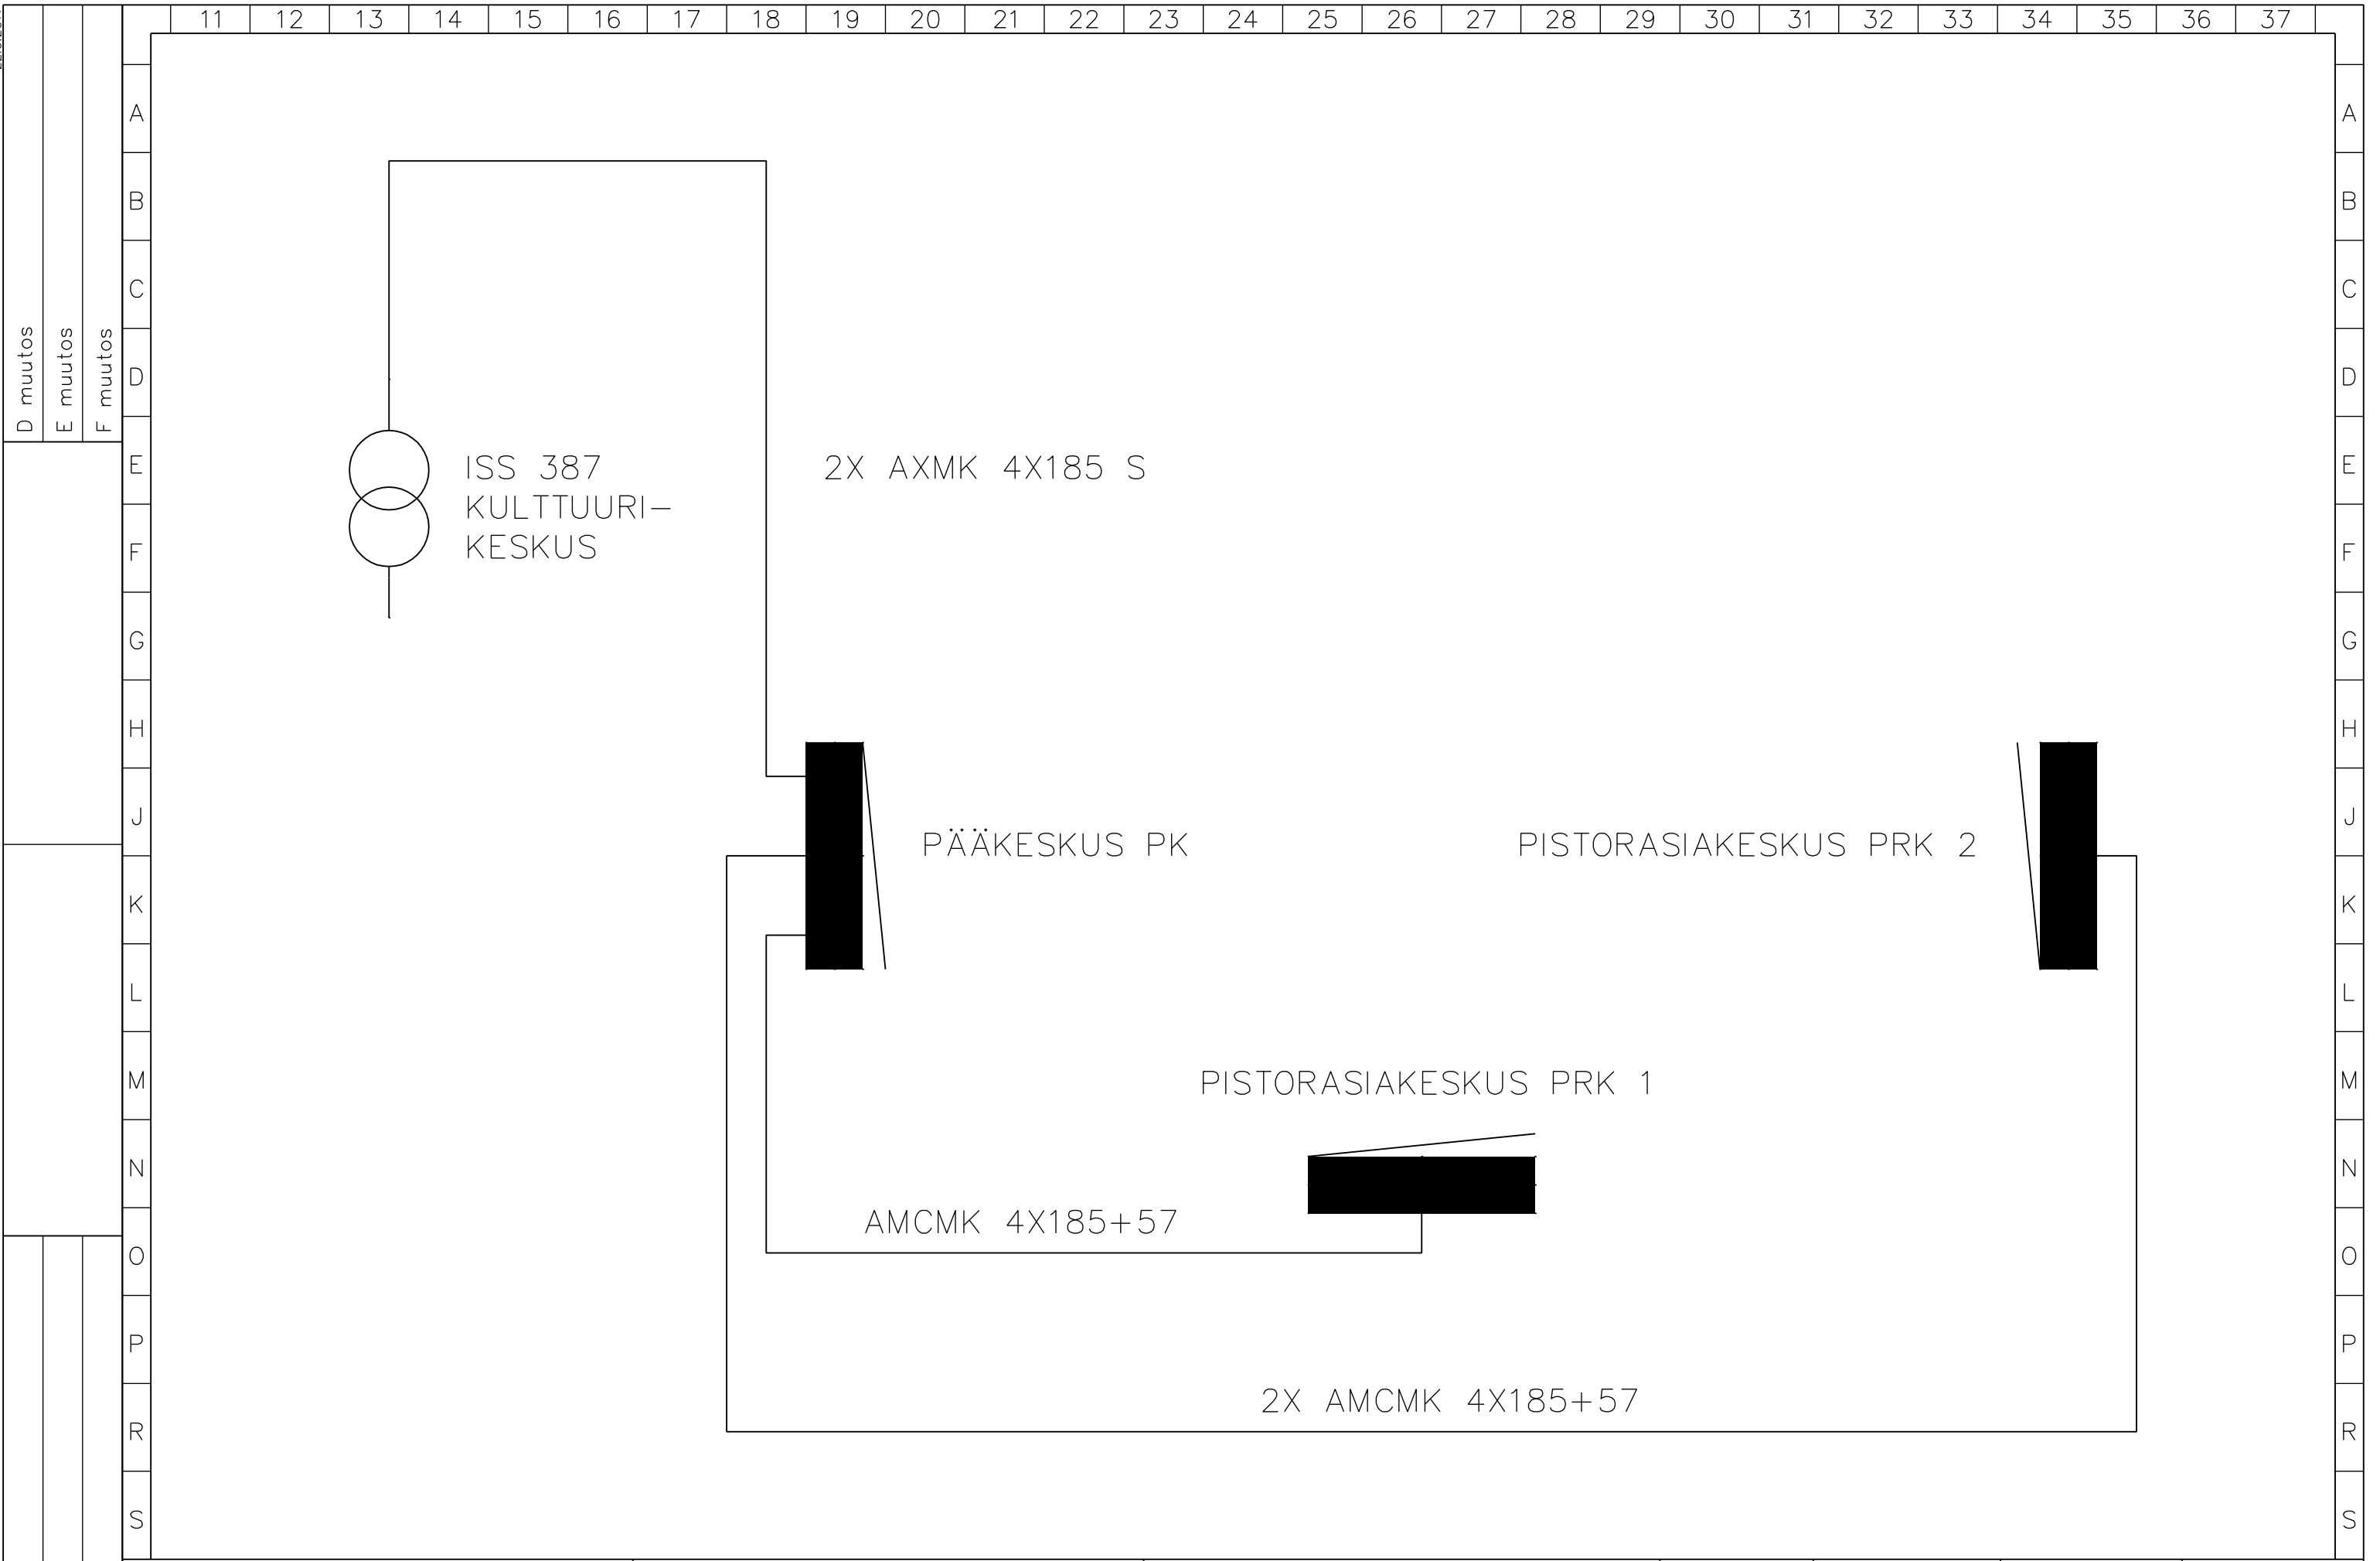 11 12 13 14 15 16 17 18 19 20 21 22 23 24 25 26 27 28 29 30 31 32 33 34 35 36 37
D muutos
E muutos
F muutos
A A
B B
C C
D D
E E
F F
G G
H H
J J
K K
L L
M M
N N
O O
P P
R R
S S
ISS 387
KULTTUURI-
KESKUS
2X AXMK 4X185 S
PÄÄKESKUS PK
PISTORASIAKESKUS PRK 2
PISTORASIAKESKUS PRK 1
AMCMK 4X185+57
2X AMCMK 4X185+57